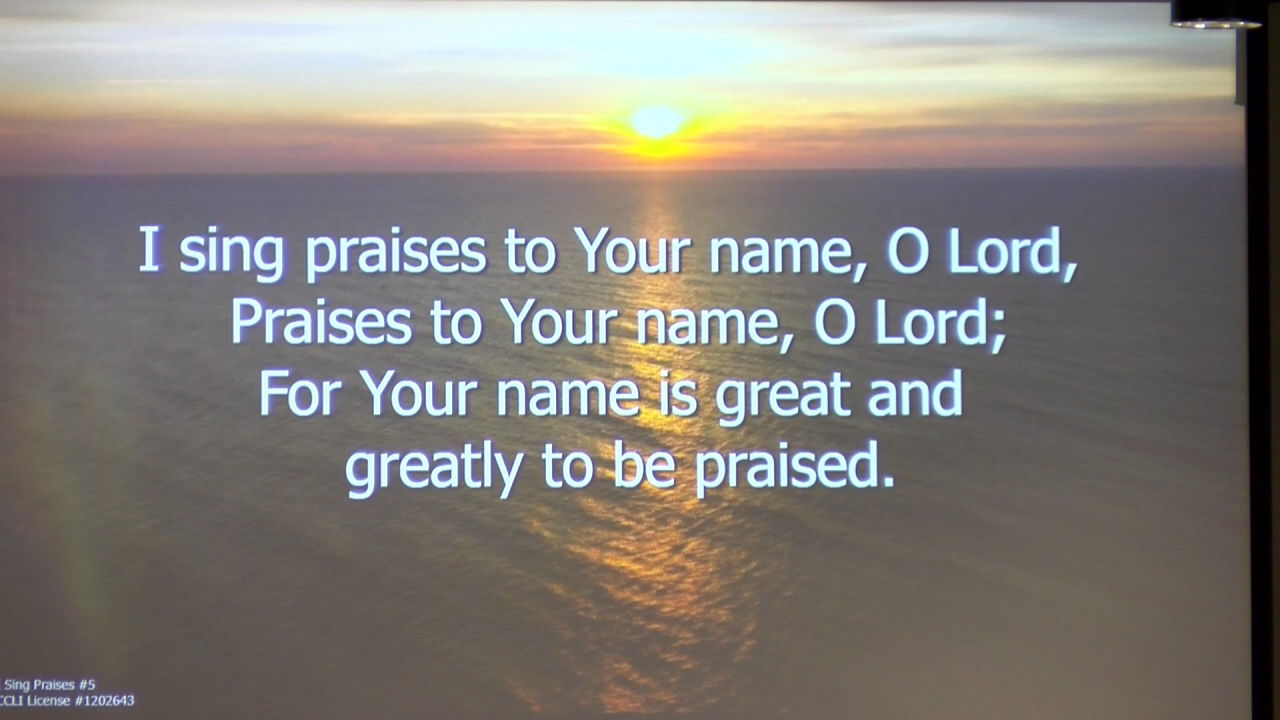 I sing praises to Your name, O Lord,
Praises to Your name, O Lord;
For Your name is great and
greatly to be praised.
Sing Praises #5
CCLI License #1202643